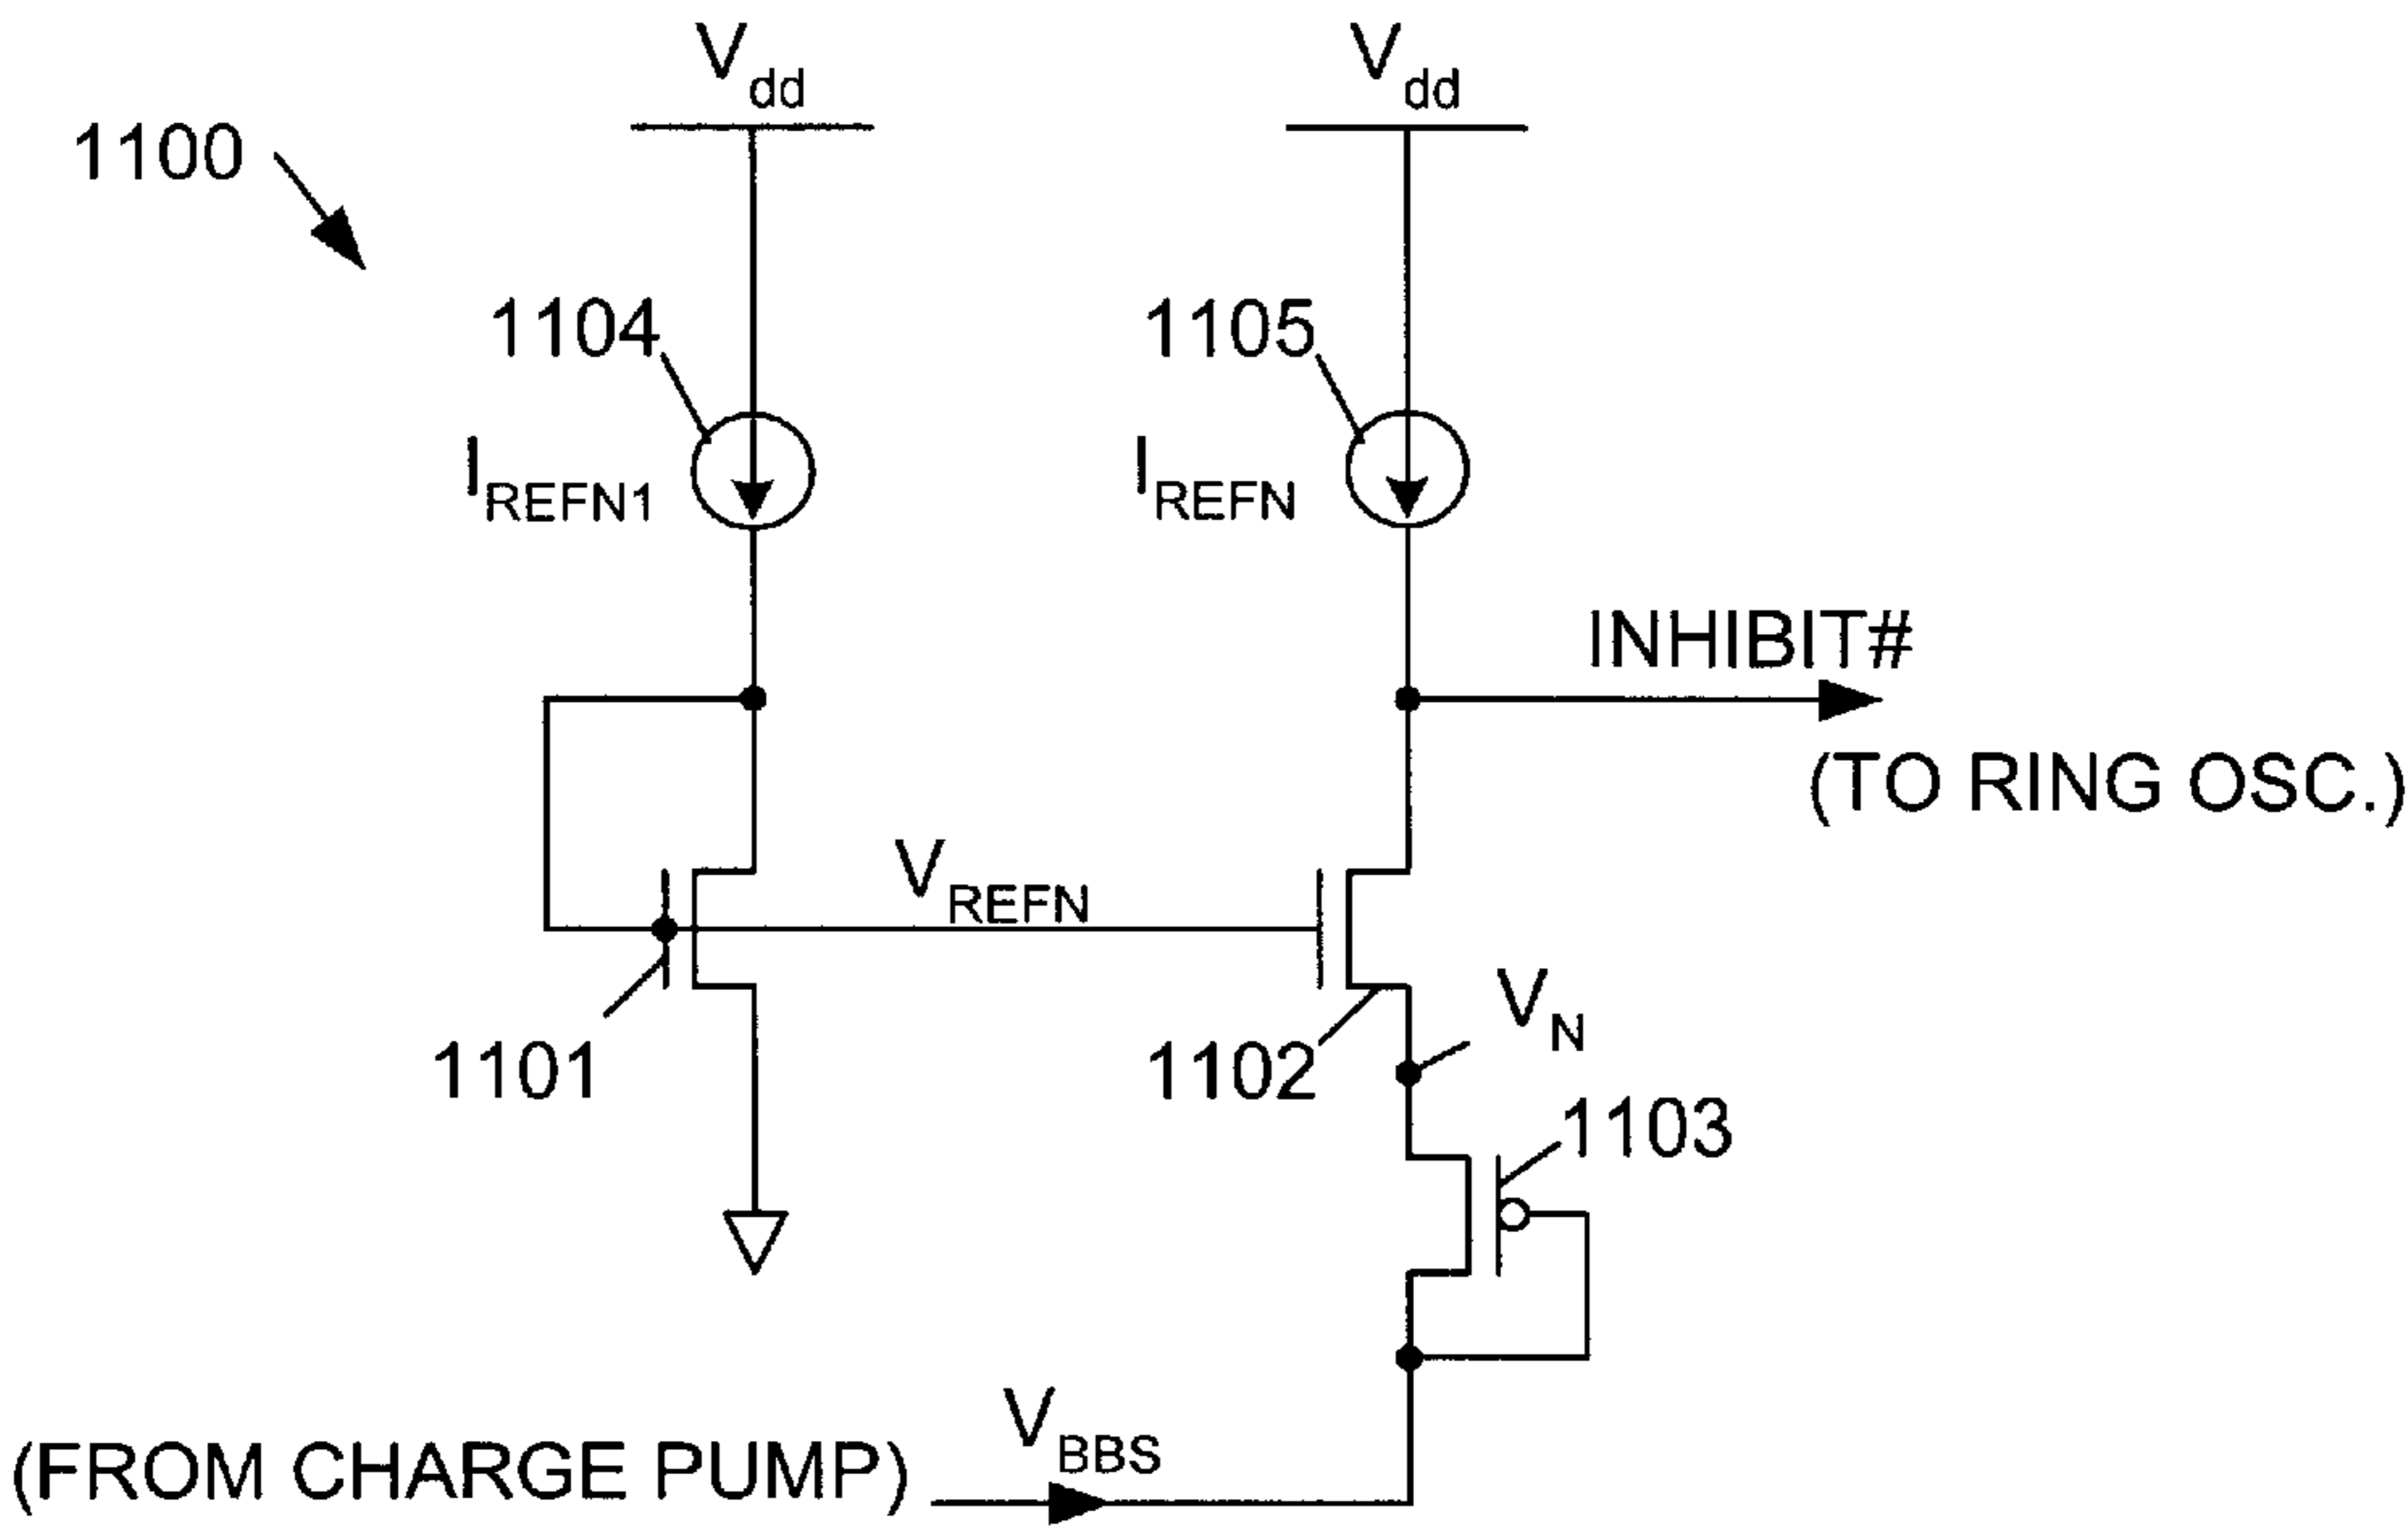 Vdd
Vdd
1100
1104
1105
IREFN1
IREFN
INHIBIT#
(TO RING OSC.)
VREFN
VN
1101
1102
1103
VBBS
(FROM CHARGE PUMP)